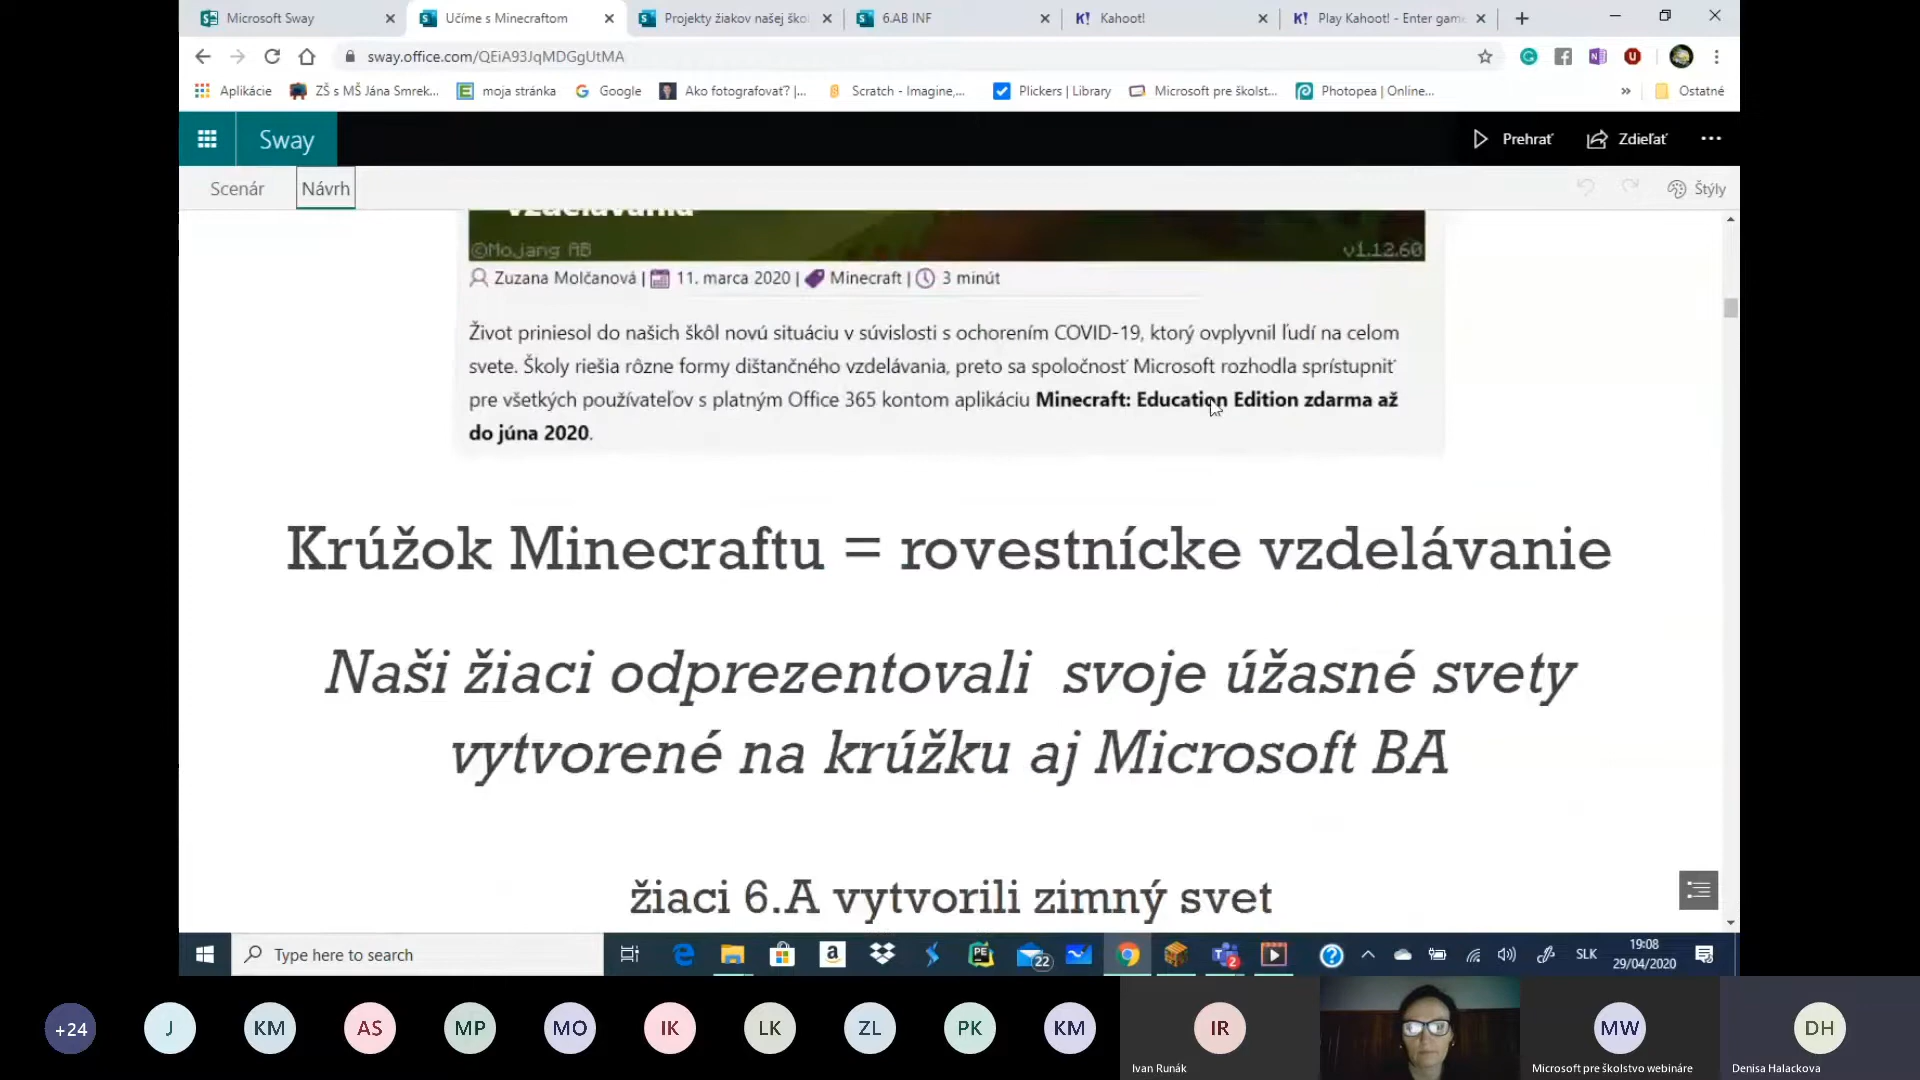 Microsoft Sway
Učíme s Minecraftom
Projekty žiakov našej ško
6.AB INF
K! Kahoot!
K! Play Kahoot! - Enter game
sway.office.com/QEiA93JqMDGgUtMA
Aplikácie
ZŠ s MŠ Jána Smrek...
moja stránka
Google
Ako fotografovať? |...
Scratch - Imagine,...
Plickers | Library
Microsoft pre školst...
Photopea | Online...
»
Ostatné
Sway
Prehrať
Zdieľať
Scenár
Návrh
Štýly
vzdelávania
©Mojang AB
v1.12.60
Zuzana Molčanová | 11. marca 2020 | Minecraft | 3 minút
Život priniesol do našich škôl novú situáciu v súvislosti s ochorením COVID-19, ktorý ovplyvnil ľudí na celom
svete. Školy riešia rôzne formy dištančného vzdelávania, preto sa spoločnosť Microsoft rozhodla sprístupniť
pre všetkých používateľov s platným Office 365 kontom aplikáciu Minecraft: Education Edition zdarma až
do júna 2020.
Krúžok Minecraftu = rovestnícke vzdelávanie
Naši žiaci odprezentovali svoje úžasné svety
vytvorené na krúžku aj Microsoft BA
žiaci 6.A vytvorili zimný svet
Type here to search
PE
22
2
SLK
19:08
29/04/2020
+24
J
KM
AS
MP
MO
IK
LK
ZL
PK
KM
IR
MW
DH
Ivan Runák
Microsoft pre školstvo webináre
Denisa Halackova